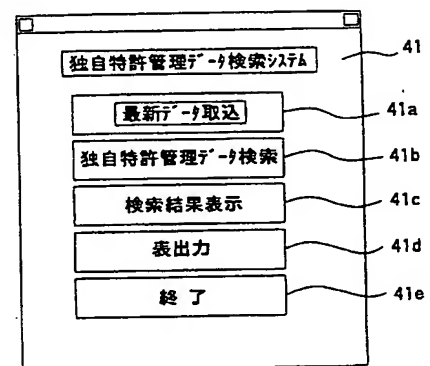 独自特許管理ﾃﾞｰﾀ検索ｼｽﾃﾑ
41
最新ﾃﾞｰﾀ取込
41a
独自特許管理ﾃﾞｰﾀ検索
41b
検索結果表示
41c
表出力
41d
終了
41e